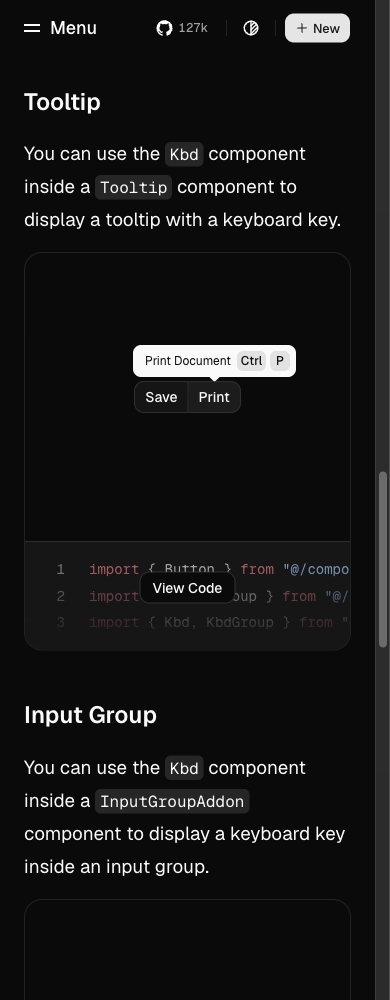 Menu
127k
+ New
Tooltip
You can use the Kbd component
inside a Tooltip component to
display a tooltip with a keyboard key.
Print Document Ctrl P
Save Print
1 import { Button } from "@/compo
2 import oup } from "@/
View Code
3 import { Kbd, KbdGroup } from "
Input Group
You can use the Kbd component
inside a InputGroupAddon
component to display a keyboard key
inside an input group.